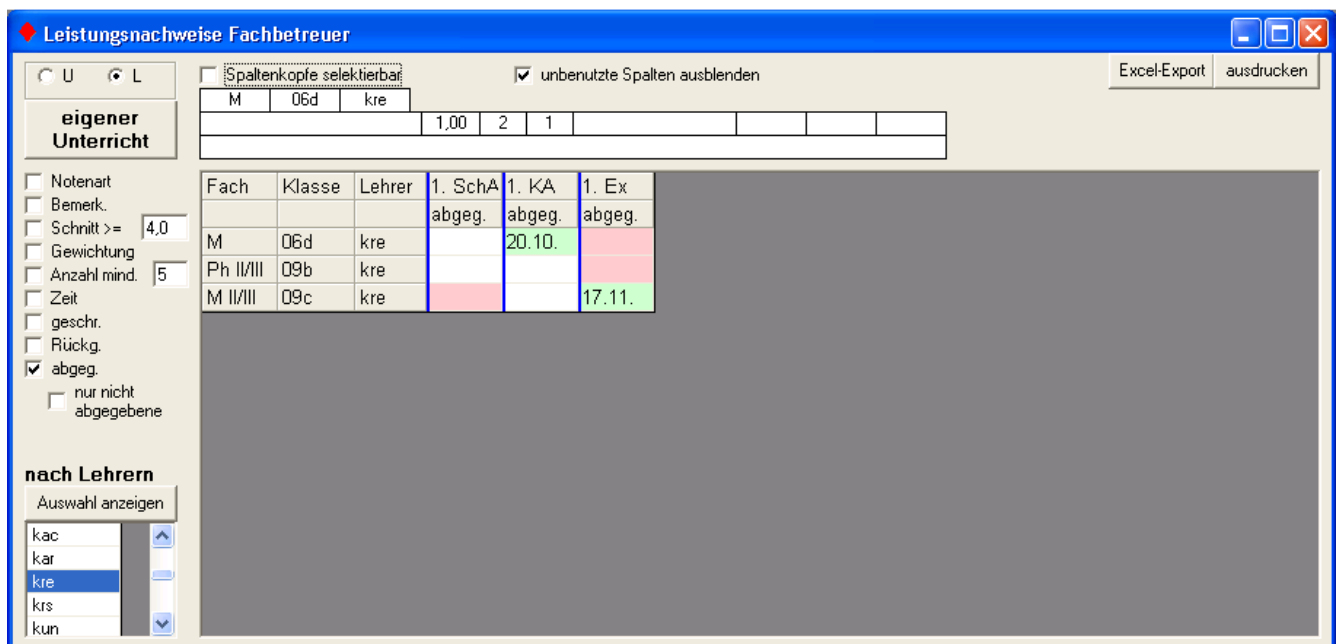 Leistungsnachweise Fachbetreuer
U L
Spaltenkopfe selektierbar
unbenutzte Spalten ausblenden
Excel-Export ausdrucken
eigener
Unterricht
M 06d kre
1,00 2 1
Notenart
Bemerk.
Schnitt >= 4,0
Gewichtung
Anzahl mind. 5
Zeit
geschr.
Rückg.
abgeg.
nur nicht
abgegebene
Fach Klasse Lehrer 1. SchA 1. KA 1. Ex
abgeg. abgeg. abgeg.
M 06d kre 20.10.
Ph II/III 09b kre
M II/III 09c kre 17.11.
nach Lehrern
Auswahl anzeigen
kac
kar
kre
krs
kun